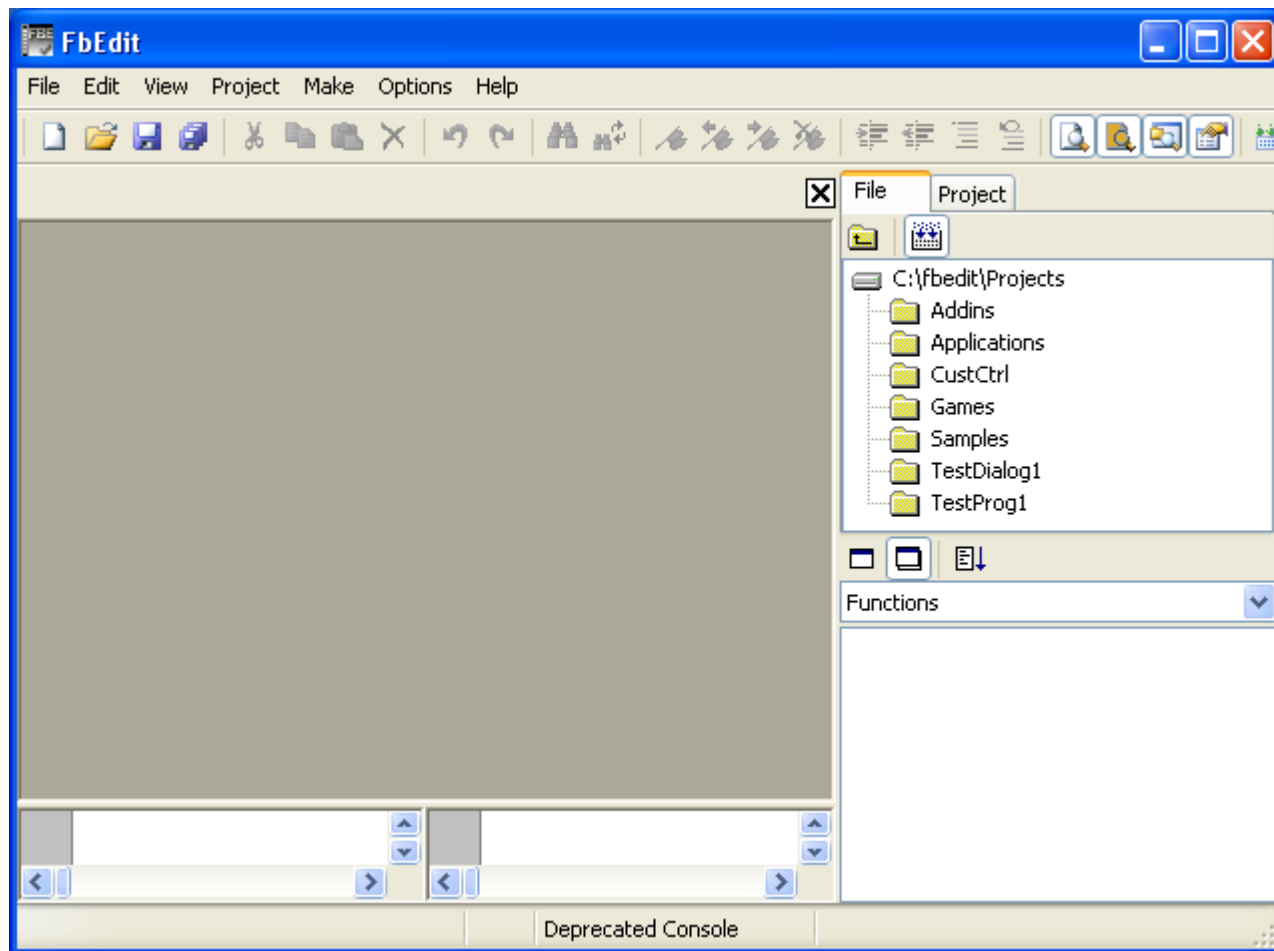 FBE
FbEdit
File Edit View Project Make Options Help
File Project
C:\fbedit\Projects
Addins
Applications
CustCtrl
Games
Samples
TestDialog1
TestProg1
Functions
Deprecated Console